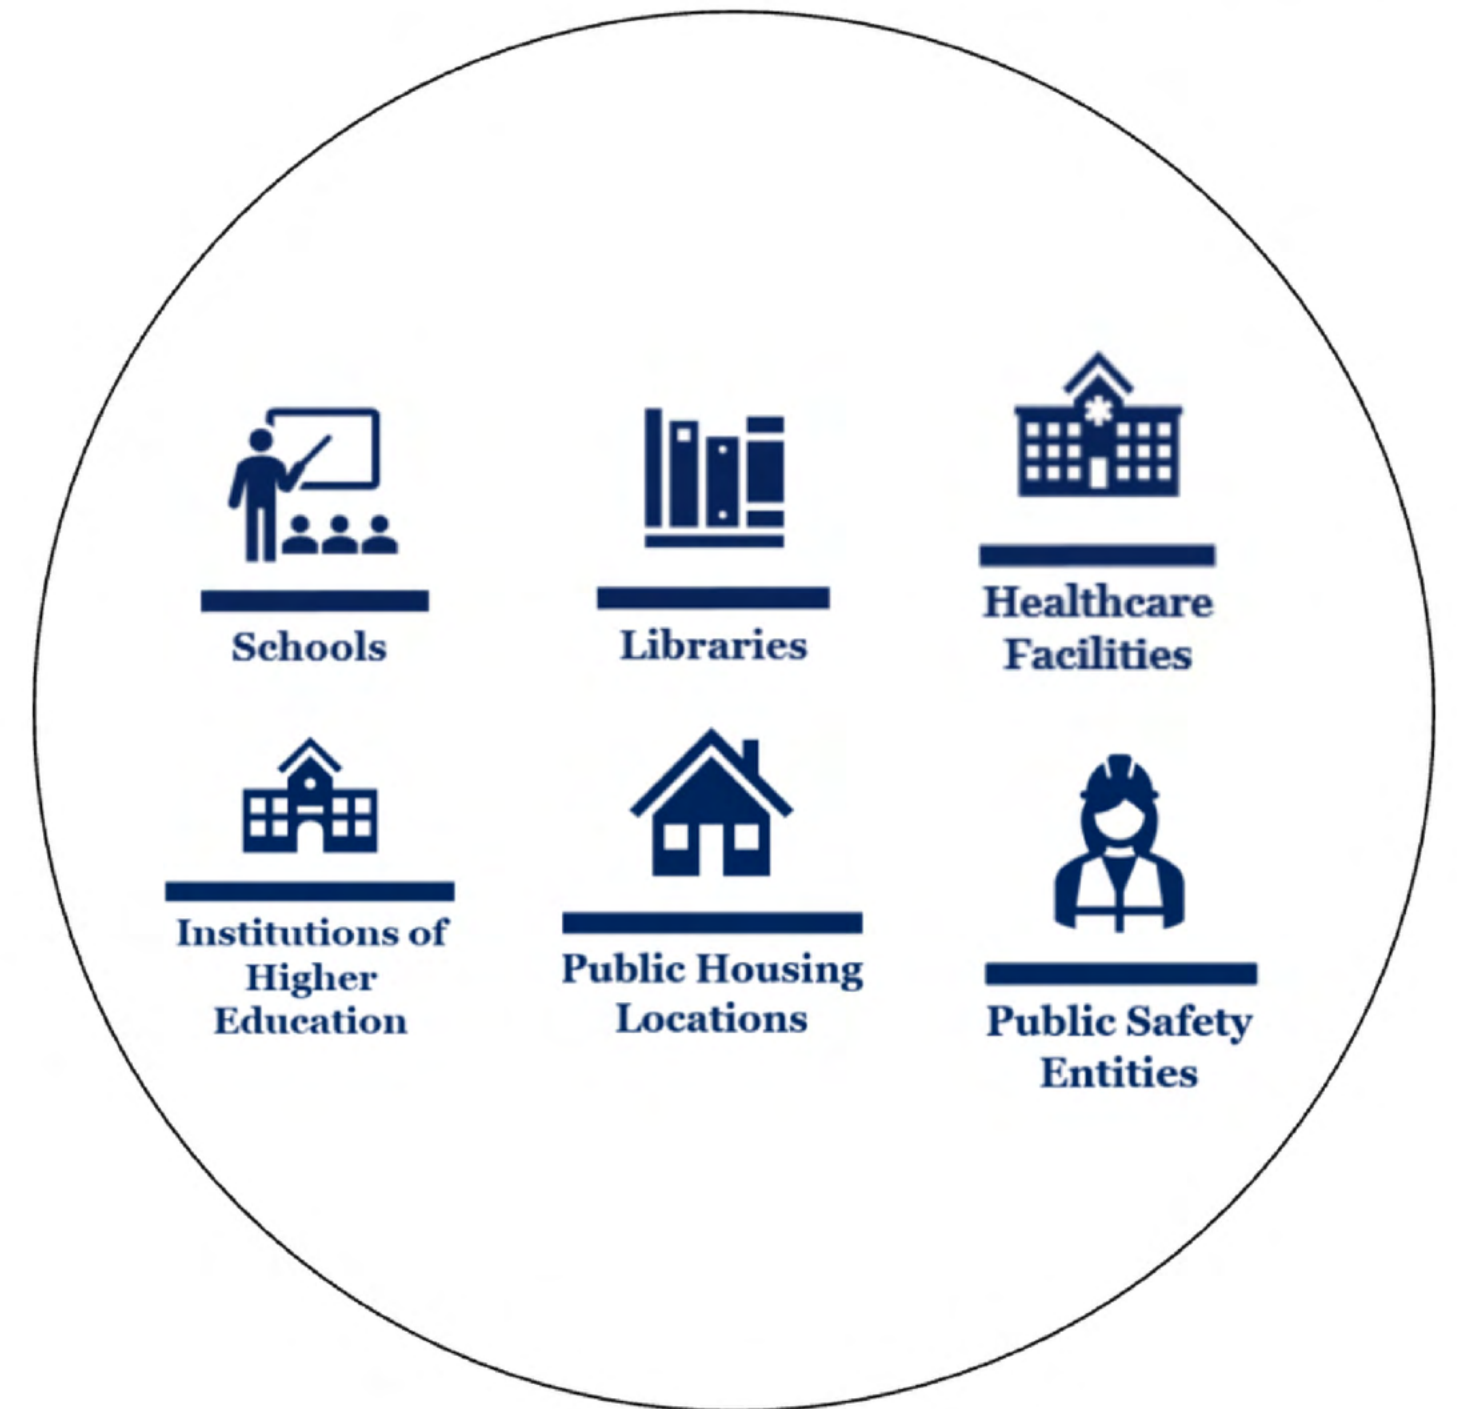 Schools
Libraries
Healthcare
Facilities
Institutions of
Higher
Education
Public Housing
Locations
Public Safety
Entities